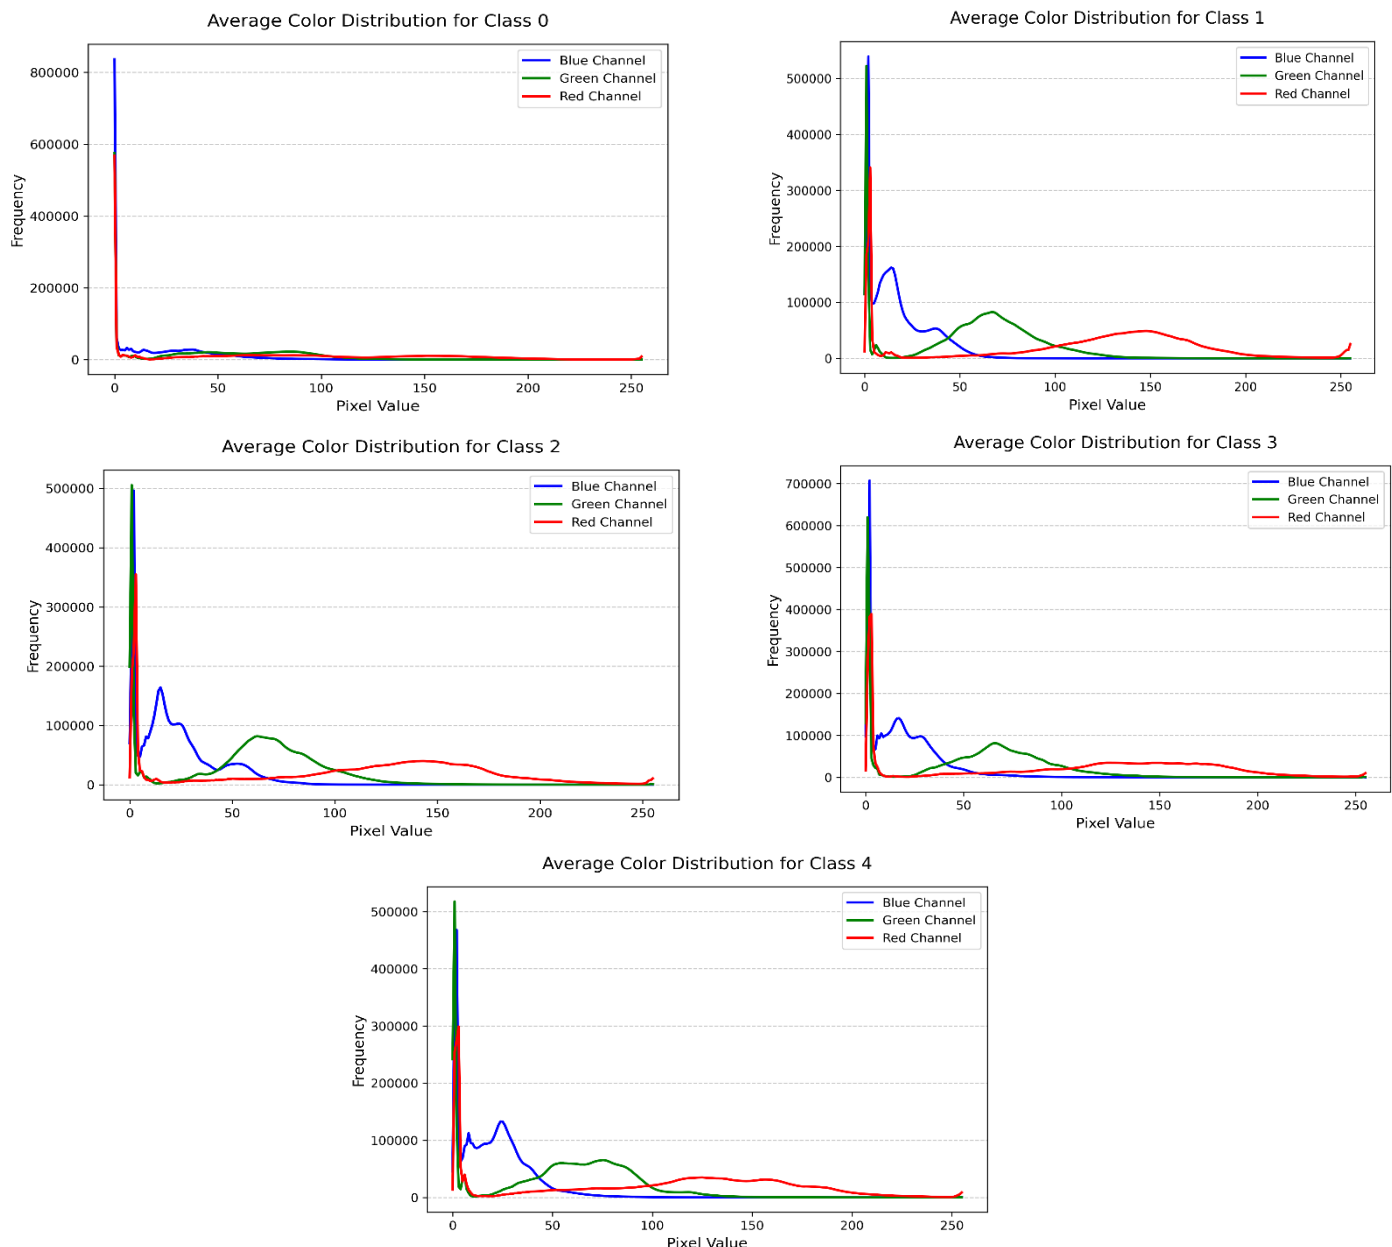 Average Color Distribution for Class 0
Blue Channel
Green Channel
Red Channel
800000
600000
400000
200000
0
Frequency
0 50 100 150 200 250
Pixel Value
Average Color Distribution for Class 1
Blue Channel
Green Channel
Red Channel
500000
400000
300000
200000
100000
0
Frequency
0 50 100 150 200 250
Pixel Value
Average Color Distribution for Class 2
Blue Channel
Green Channel
Red Channel
500000
400000
300000
200000
100000
0
Frequency
0 50 100 150 200 250
Pixel Value
Average Color Distribution for Class 3
Blue Channel
Green Channel
Red Channel
700000
600000
500000
400000
300000
200000
100000
0
Frequency
0 50 100 150 200 250
Pixel Value
Average Color Distribution for Class 4
Blue Channel
Green Channel
Red Channel
500000
400000
300000
200000
100000
0
Frequency
0 50 100 150 200 250
Pixel Value